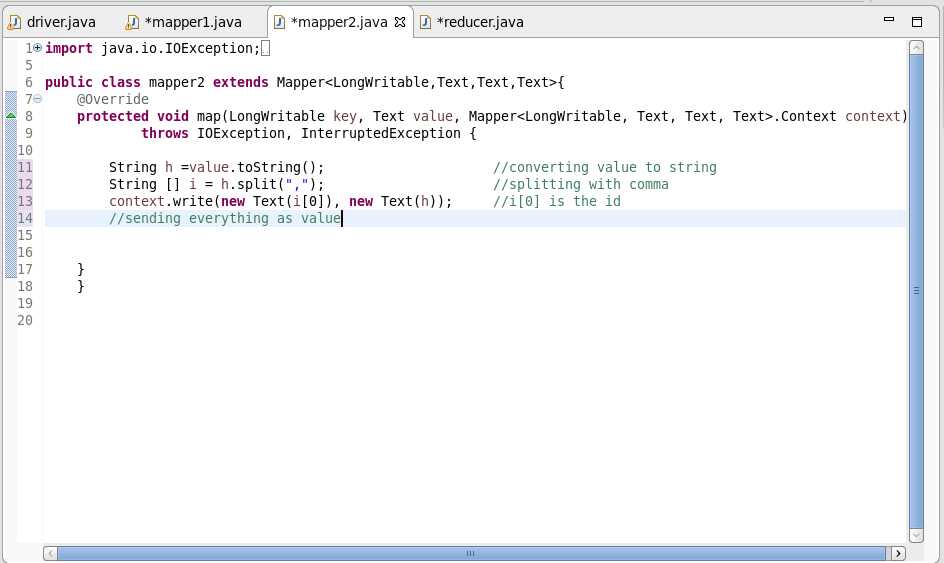 driver.java *mapper1.java *mapper2.java *reducer.java
1 import java.io.IOException;
5
6 public class mapper2 extends Mapper<LongWritable,Text,Text,Text>{
7 @Override
8 protected void map(LongWritable key, Text value, Mapper<LongWritable, Text, Text, Text>.Context context)
9 throws IOException, InterruptedException {
10
11 String h =value.toString(); //converting value to string
12 String [] i = h.split(","); //splitting with comma
13 context.write(new Text(i[0]), new Text(h)); //i[0] is the id
14 //sending everything as value
15
16
17 }
18 }
19
20